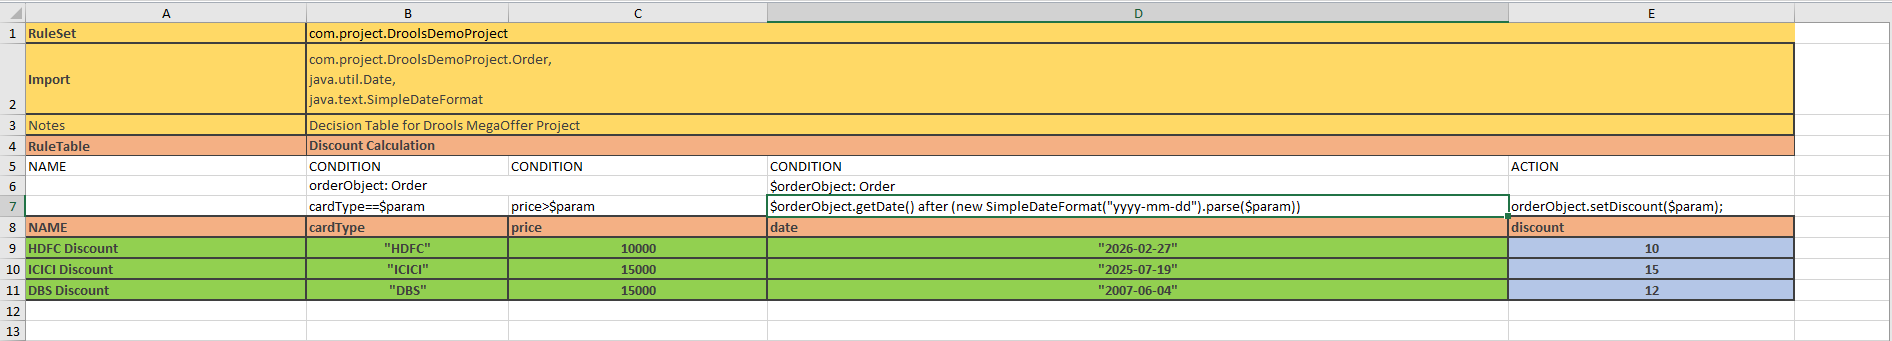 A B C D E
1 RuleSet com.project.DroolsDemoProject
com.project.DroolsDemoProject.Order,
Import java.util.Date,
2 java.text.SimpleDateFormat
3 Notes Decision Table for Drools MegaOffer Project
4 RuleTable Discount Calculation
5 NAME CONDITION CONDITION CONDITION ACTION
6 orderObject: Order $orderObject: Order
7 cardType==$param price>$param $orderObject.getDate() after (new SimpleDateFormat("yyyy-mm-dd").parse($param)) orderObject.setDiscount($param);
8 NAME cardType price date discount
9 HDFC Discount "HDFC" 10000 "2026-02-27" 10
10 ICICI Discount "ICICI" 15000 "2025-07-19" 15
11 DBS Discount "DBS" 15000 "2007-06-04" 12
12
13